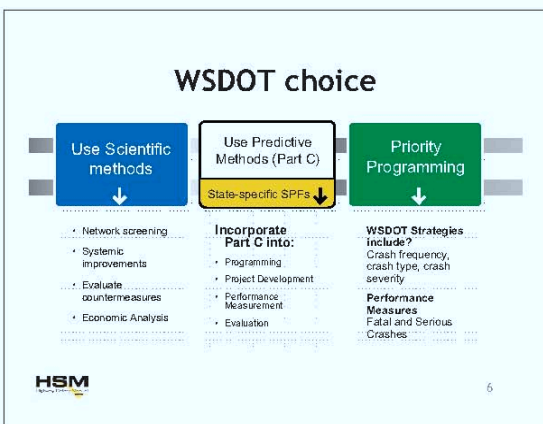 WSDOT choice
Use Scientific
methods
Use Predictive
Methods (Part C)
State-specific SPFs
Priority
Programming
• Network screening
• Systemic
improvements
• Evaluate
countermeasures
• Economic Analysis
Incorporate
Part C into:
• Programming
• Project Development
• Performance
Measurement
• Evaluation
WSDOT Strategies
include?
Crash frequency,
crash type, crash
severity
Performance
Measures
Fatal and Serious
Crashes
HSM
6